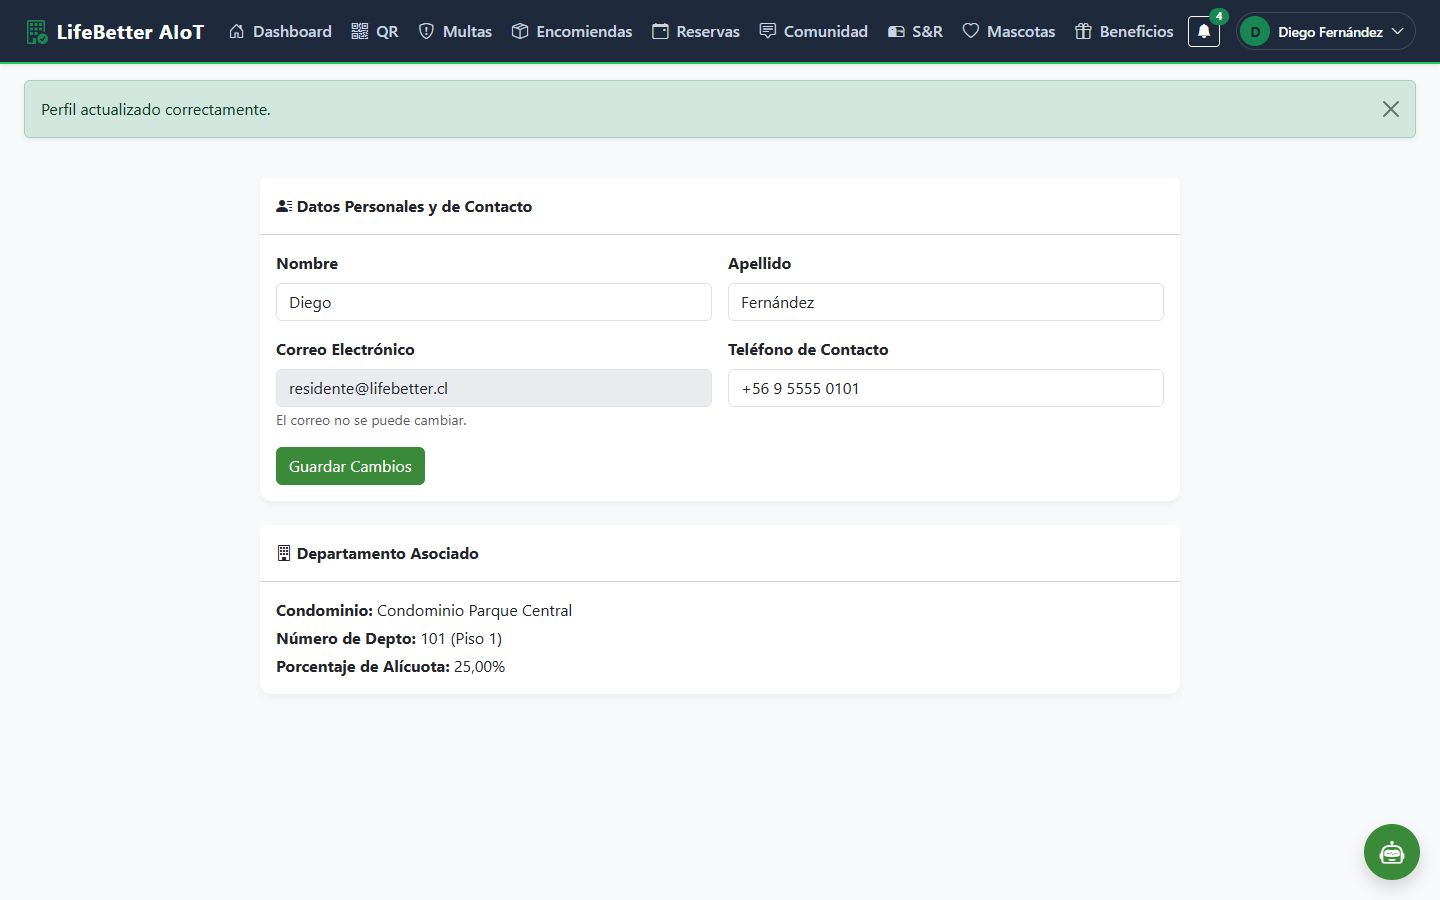 LifeBetter AIoT
Dashboard
QR
Multas
Encomiendas
Reservas
Comunidad
S&R
Mascotas
Beneficios
4
D
Diego Fernández
Perfil actualizado correctamente.
Datos Personales y de Contacto
Nombre
Apellido
Diego
Fernández
Correo Electrónico
Teléfono de Contacto
residente@lifebetter.cl
+56 9 5555 0101
El correo no se puede cambiar.
Guardar Cambios
Departamento Asociado
Condominio: Condominio Parque Central
Número de Depto: 101 (Piso 1)
Porcentaje de Alícuota: 25,00%